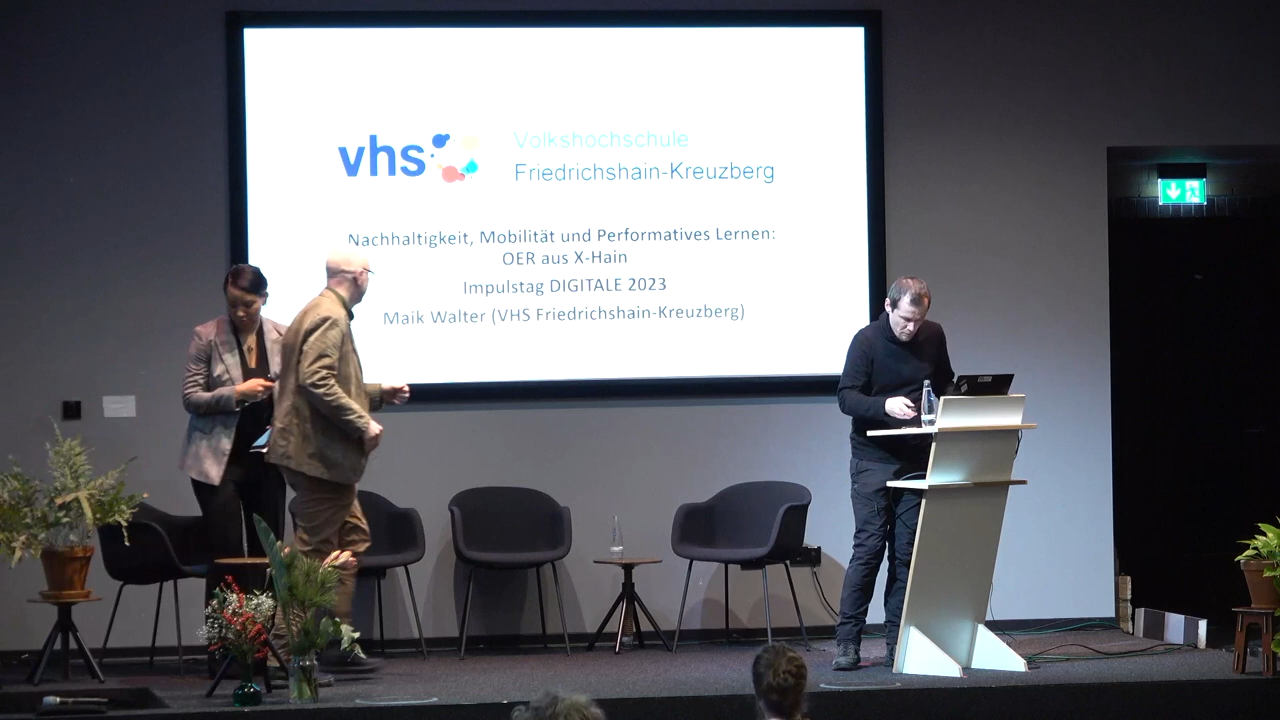 vhs
Volkshochschule
Friedrichshain-Kreuzberg
Nachhaltigkeit, Mobilität und Performatives Lernen:
OER aus X-Hain
Impulstag DIGITALE 2023
Maik Walter (VHS Friedrichshain-Kreuzberg)